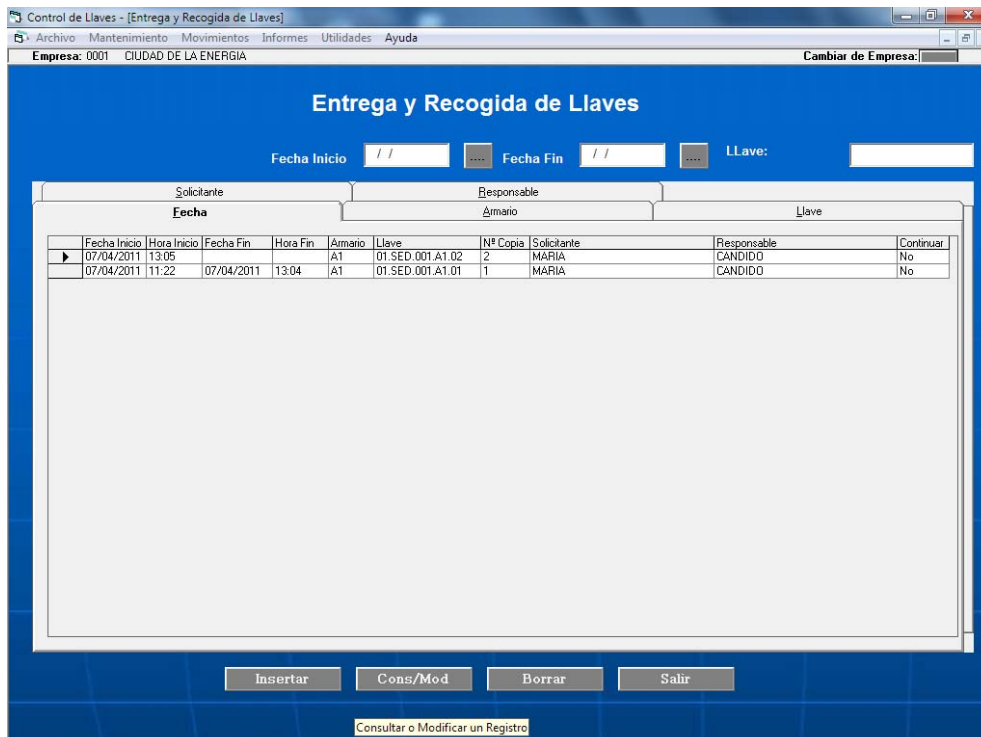 Control de Llaves - [Entrega y Recogida de Llaves]
Archivo Mantenimiento Movimientos Informes Utilidades Ayuda
Empresa: 0001 CIUDAD DE LA ENERGIA Cambiar de Empresa:
Entrega y Recogida de Llaves
Fecha Inicio / / .... Fecha Fin / / .... LLave:
Solicitante Responsable
Fecha Armario Llave
Fecha Inicio Hora Inicio Fecha Fin Hora Fin Armario Llave Nª Copia Solicitante Responsable Continuar
07/04/2011 13:05 A1 01.SED.001.A1.02 2 MARIA CANDIDO No
07/04/2011 11:22 07/04/2011 13:04 A1 01.SED.001.A1.01 1 MARIA CANDIDO No
Insertar Cons/Mod Borrar Salir
Consultar o Modificar un Registro